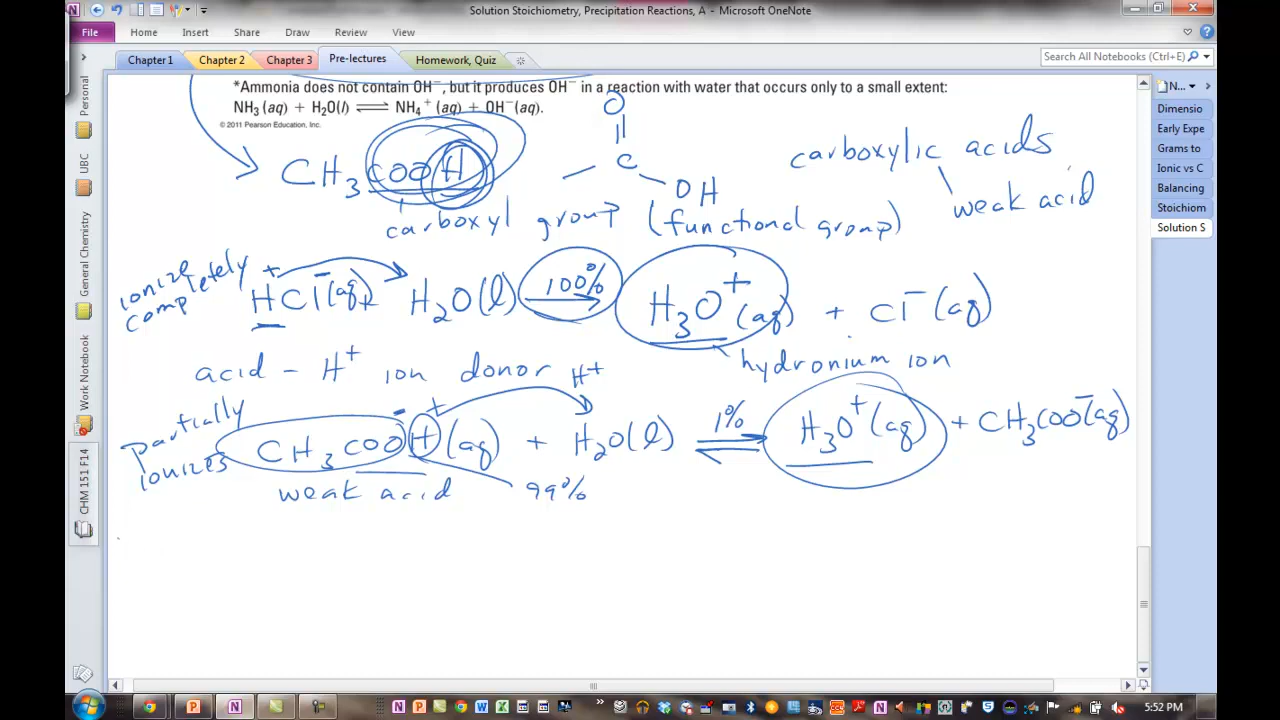 Solution Stoichiometry, Precipitation Reactions, A - Microsoft OneNote
File Home Insert Share Draw Review View
Chapter 1 Chapter 2 Chapter 3 Pre-lectures Homework, Quiz
Search All Notebooks (Ctrl+E)
Personal
UBC
General Chemistry
Work Notebook
CHM 151 F14
N...
Dimensio
Early Expe
Grams to
Ionic vs C
Balancing
Stoichiom
Solution S
*Ammonia does not contain OH⁻, but it produces OH⁻ in a reaction with water that occurs only to a small extent:
NH₃ (aq) + H₂O(l) ⇌ NH₄⁺ (aq) + OH⁻(aq).
© 2011 Pearson Education, Inc.
O
||
CH₃COOH C carboxylic acids
OH weak acid
carboxyl group (functional group)
ionize completely
H⁺Cl⁻(aq) + H₂O(l) 100% → H₃O⁺(aq) + Cl⁻(aq)
acid - H⁺ ion donor H⁺ hydronium ion
partially ionizes
CH₃COO⁻H⁺(aq) + H₂O(l) 1% ⇌ H₃O⁺(aq) + CH₃COO⁻(aq)
weak acid 99%
5:52 PM